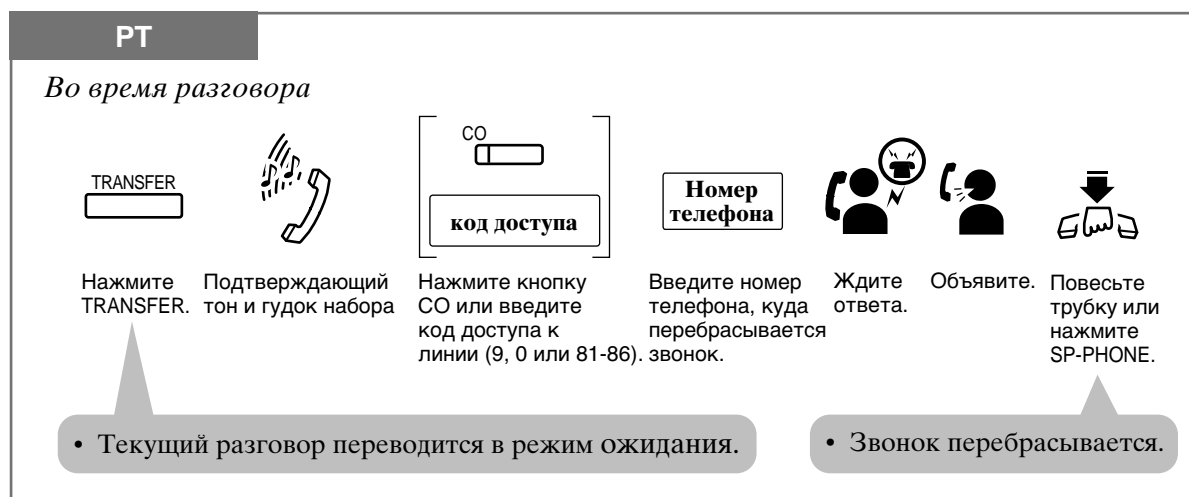 PT
Во время разговора
TRANSFER
CO
код доступа
Номер
телефона
Нажмите
TRANSFER.
Подтверждающий
тон и гудок набора
Нажмите кнопку
CO или введите
код доступа к
линии (9, 0 или 81-86).
Введите номер
телефона, куда
перебрасывается
звонок.
Ждите
ответа.
Объявите.
Повесьте
трубку или
нажмите
SP-PHONE.
• Текущий разговор переводится в режим ожидания.
• Звонок перебрасывается.